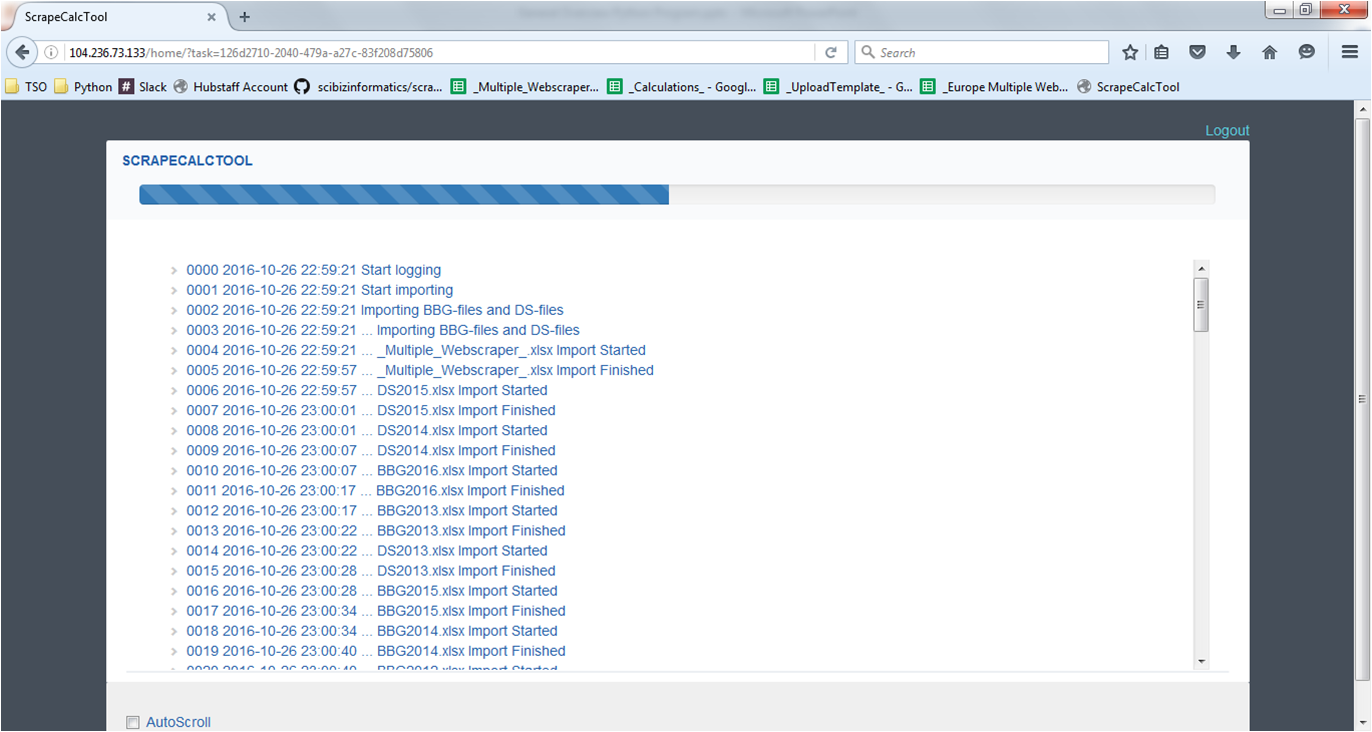 ScrapeCalcTool
104.236.73.133/home/?task=126d2710-2040-479a-a27c-83f208d75806
Search
TSO Python Slack Hubstaff Account scibizinformatics/scra... _Multiple_Webscraper... _Calculations_ - Googl... _UploadTemplate_ - G... _Europe Multiple Web... ScrapeCalcTool
Logout
SCRAPECALCTOOL
0000 2016-10-26 22:59:21 Start logging
0001 2016-10-26 22:59:21 Start importing
0002 2016-10-26 22:59:21 Importing BBG-files and DS-files
0003 2016-10-26 22:59:21 ... Importing BBG-files and DS-files
0004 2016-10-26 22:59:21 ... _Multiple_Webscraper_.xlsx Import Started
0005 2016-10-26 22:59:57 ... _Multiple_Webscraper_.xlsx Import Finished
0006 2016-10-26 22:59:57 ... DS2015.xlsx Import Started
0007 2016-10-26 23:00:01 ... DS2015.xlsx Import Finished
0008 2016-10-26 23:00:01 ... DS2014.xlsx Import Started
0009 2016-10-26 23:00:07 ... DS2014.xlsx Import Finished
0010 2016-10-26 23:00:07 ... BBG2016.xlsx Import Started
0011 2016-10-26 23:00:17 ... BBG2016.xlsx Import Finished
0012 2016-10-26 23:00:17 ... BBG2013.xlsx Import Started
0013 2016-10-26 23:00:22 ... BBG2013.xlsx Import Finished
0014 2016-10-26 23:00:22 ... DS2013.xlsx Import Started
0015 2016-10-26 23:00:28 ... DS2013.xlsx Import Finished
0016 2016-10-26 23:00:28 ... BBG2015.xlsx Import Started
0017 2016-10-26 23:00:34 ... BBG2015.xlsx Import Finished
0018 2016-10-26 23:00:34 ... BBG2014.xlsx Import Started
0019 2016-10-26 23:00:40 ... BBG2014.xlsx Import Finished
0020 2016-10-26 23:00:40 ... BBG2012.xlsx Import Started
AutoScroll